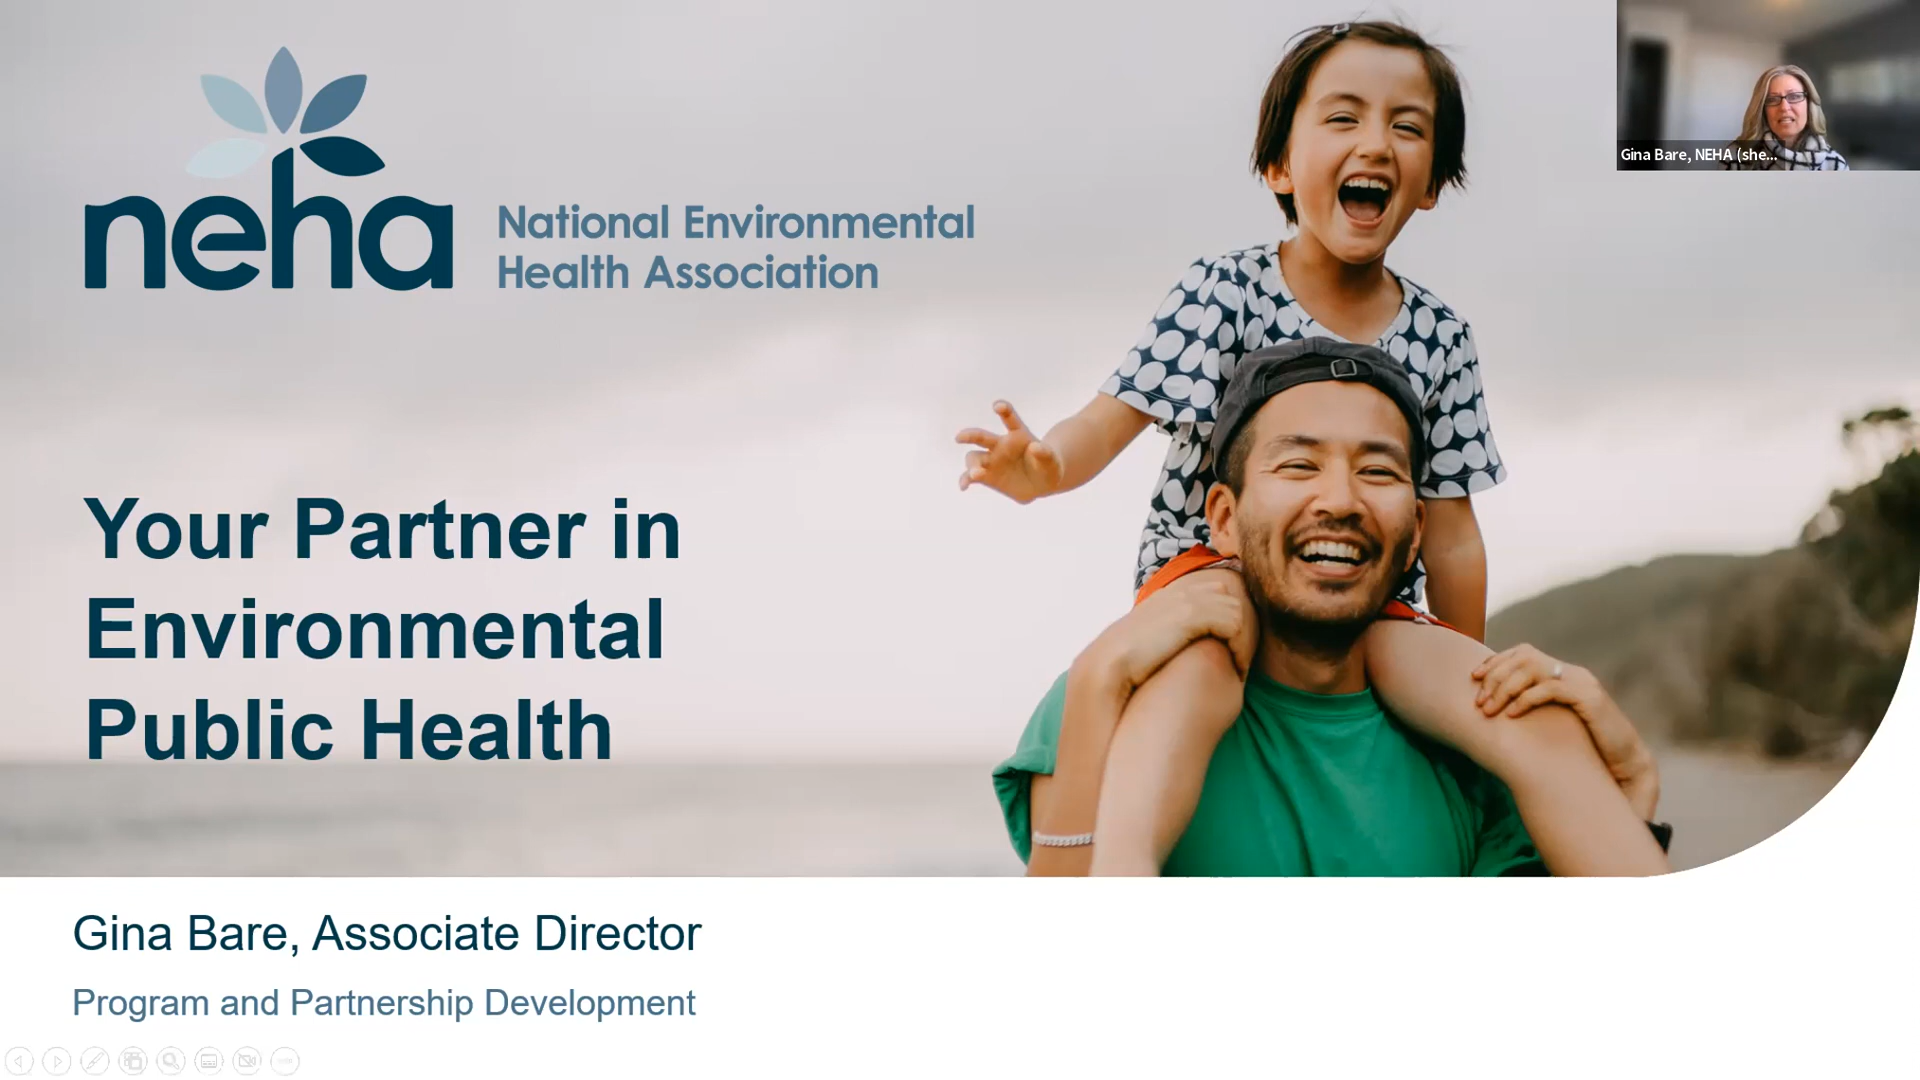 neha
National Environmental
Health Association
Gina Bare, NEHA (she...
Your Partner in
Environmental
Public Health
Gina Bare, Associate Director
Program and Partnership Development